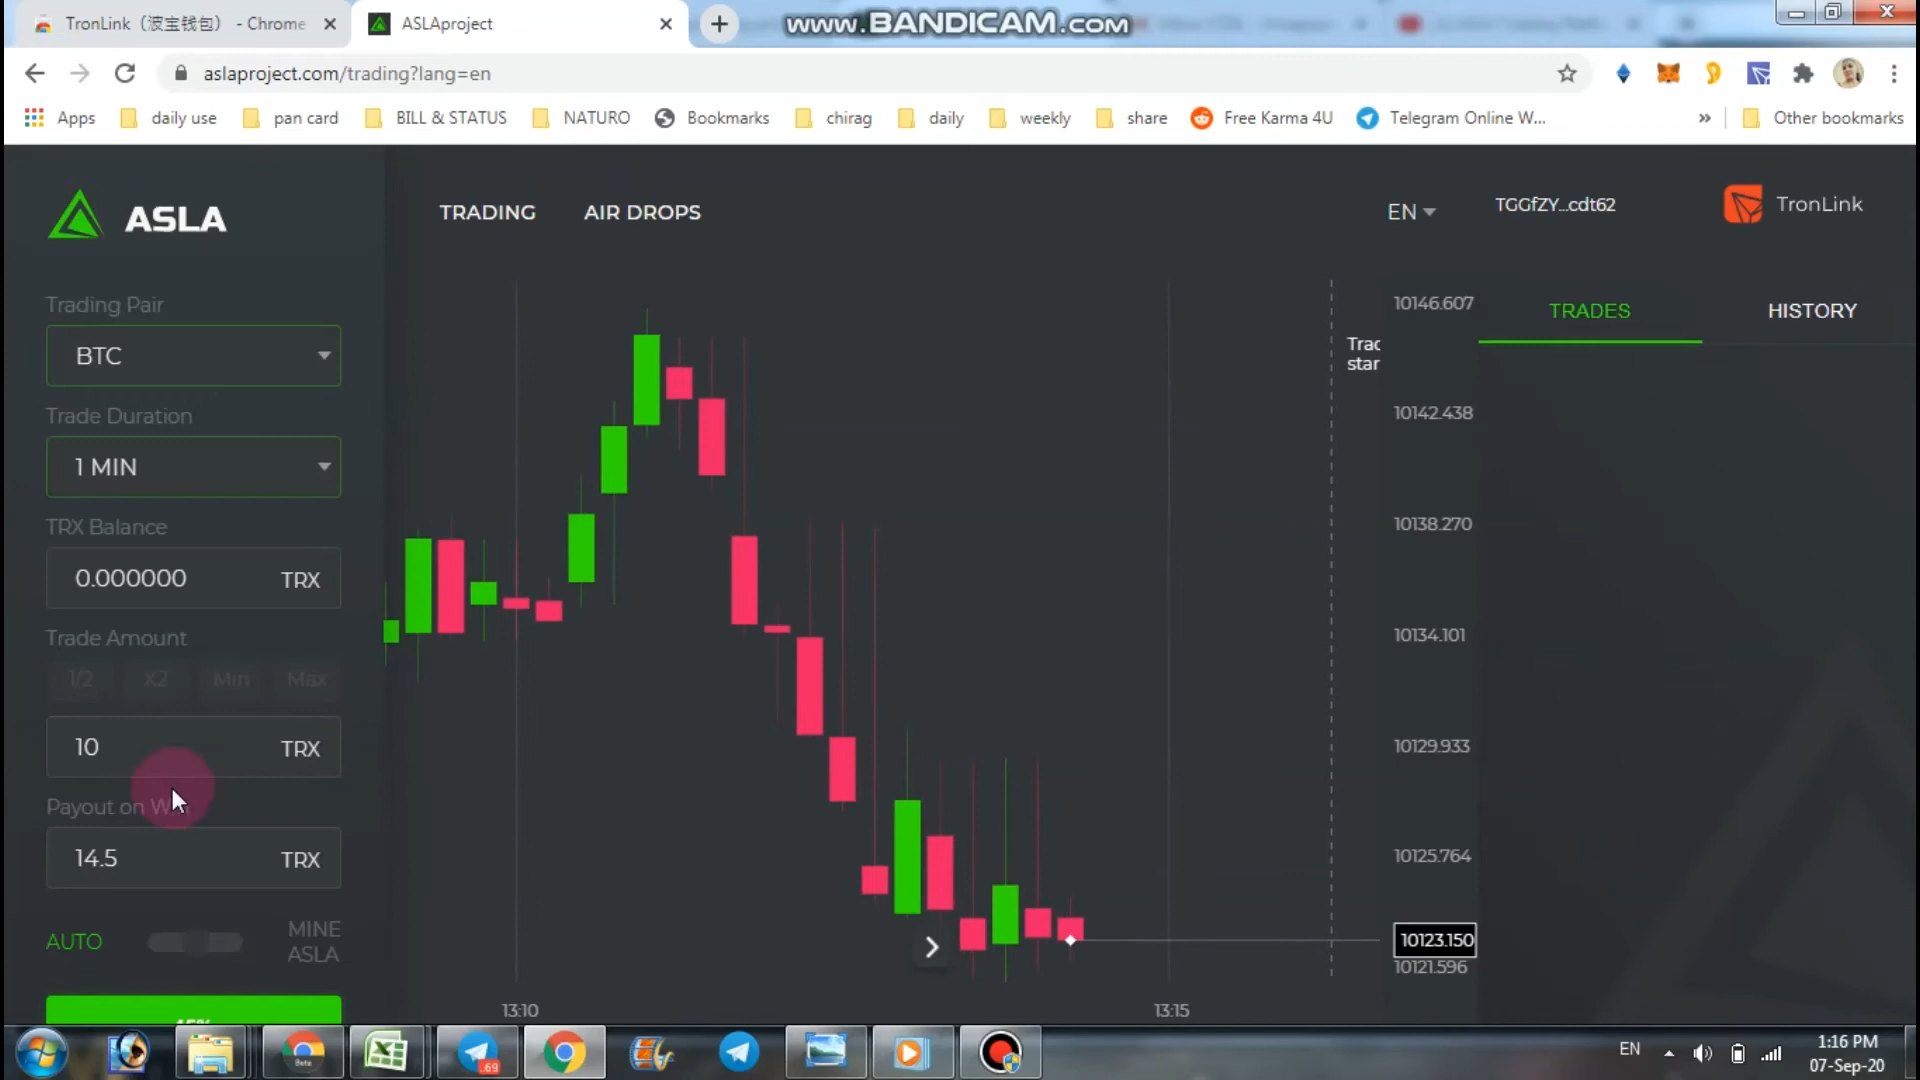 TronLink（波宝钱包） - Chrome
ASLAproject
www.BANDICAM.com
aslaproject.com/trading?lang=en
Apps
daily use
pan card
BILL & STATUS
NATURO
Bookmarks
chirag
daily
weekly
share
Free Karma 4U
Telegram Online W...
»
Other bookmarks
ASLA
TRADING
AIR DROPS
EN
TGGfZY...cdt62
TronLink
Trading Pair
BTC
Trade Duration
1 MIN
TRX Balance
0.000000 TRX
Trade Amount
1/2 X2 Min Max
10 TRX
Payout on Win
14.5 TRX
AUTO
MINE
ASLA
Trac
star
10146.607
10142.438
10138.270
10134.101
10129.933
10125.764
10123.150
10121.596
13:10
13:15
TRADES
HISTORY
Beta
69
EN
1:16 PM
07-Sep-20